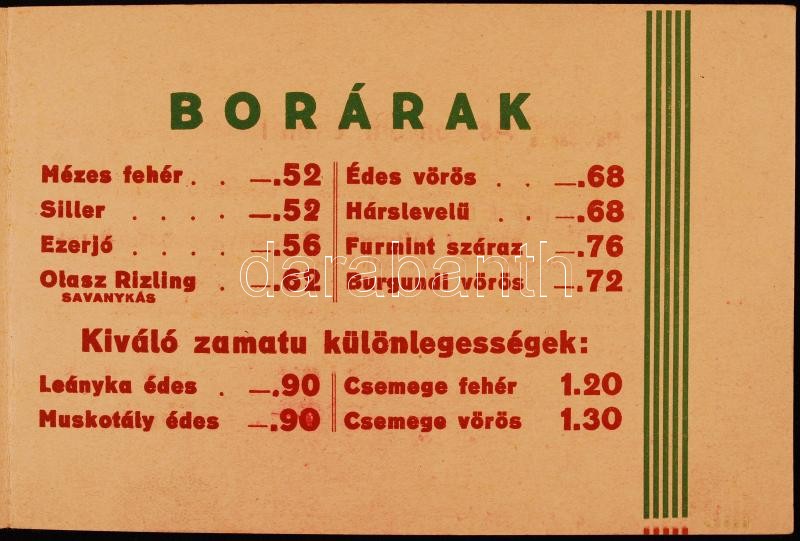 BORÁRAK
Mézes fehér . . —.52
Siller . . . . —.52
Ezerjó . . . . —.56
Olasz Rizling . —.62
SAVANYKÁS
Édes vörös . . —.68
Hárslevelü . . —.68
Furmint száraz —.76
Burgundi vörös —.72
darabanth
Kiváló zamatu különlegességek:
Leányka édes . —.90
Muskotály édes —.90
Csemege fehér 1.20
Csemege vörös 1.30